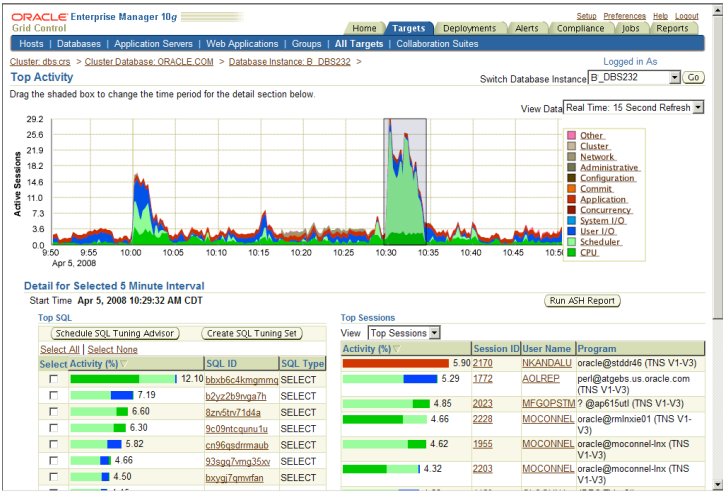 ORACLE Enterprise Manager 10g
Grid Control
Setup Preferences Help Logout
Home Targets Deployments Alerts Compliance Jobs Reports
Hosts | Databases | Application Servers | Web Applications | Groups | All Targets | Collaboration Suites
Cluster: dbs.crs > Cluster Database: ORACLE.COM > Database Instance: B_DBS232 >
Logged in As
Top Activity
Switch Database Instance B_DBS232 Go
Drag the shaded box to change the time period for the detail section below.
View Data Real Time: 15 Second Refresh
Active Sessions
29.2
25.6
21.9
18.2
14.6
11.0
7.3
3.6
0.0
9:50 9:55 10:00 10:05 10:10 10:15 10:20 10:25 10:30 10:35 10:40 10:45
Apr 5, 2008
Other
Cluster
Network
Administrative
Configuration
Commit
Application
Concurrency
System I/O
User I/O
Scheduler
CPU
Detail for Selected 5 Minute Interval
Start Time Apr 5, 2008 10:29:32 AM CDT
Run ASH Report
Top SQL
Schedule SQL Tuning Advisor Create SQL Tuning Set
Select All | Select None
Select Activity (%) SQL ID SQL Type
12.10 bbxb6c4kmgmmq SELECT
7.19 b2yz2b9rvga7h SELECT
6.60 8zrv5trv71d4a SELECT
6.30 9c09ntcqunu1u SELECT
5.82 cn96qsdrrmaub SELECT
4.66 93sgq7vmg35xv SELECT
4.50 bxygj7qmvrfan SELECT
Top Sessions
View Top Sessions
Activity (%) Session ID User Name Program
5.90 2170 NKANDALU oracle@stddr46 (TNS V1-V3)
5.29 1772 AOLREP perl@atgebs.us.oracle.com
(TNS V1-V3)
4.85 2023 MFGOPSTM ? @ap615utl (TNS V1-V3)
4.66 2228 MOCONNEL oracle@rmlnxie01 (TNS V1-
V3)
4.62 1955 MOCONNEL oracle@moconnel-lnx (TNS
V1-V3)
4.32 2203 MOCONNEL oracle@moconnel-lnx (TNS
V1-V3)